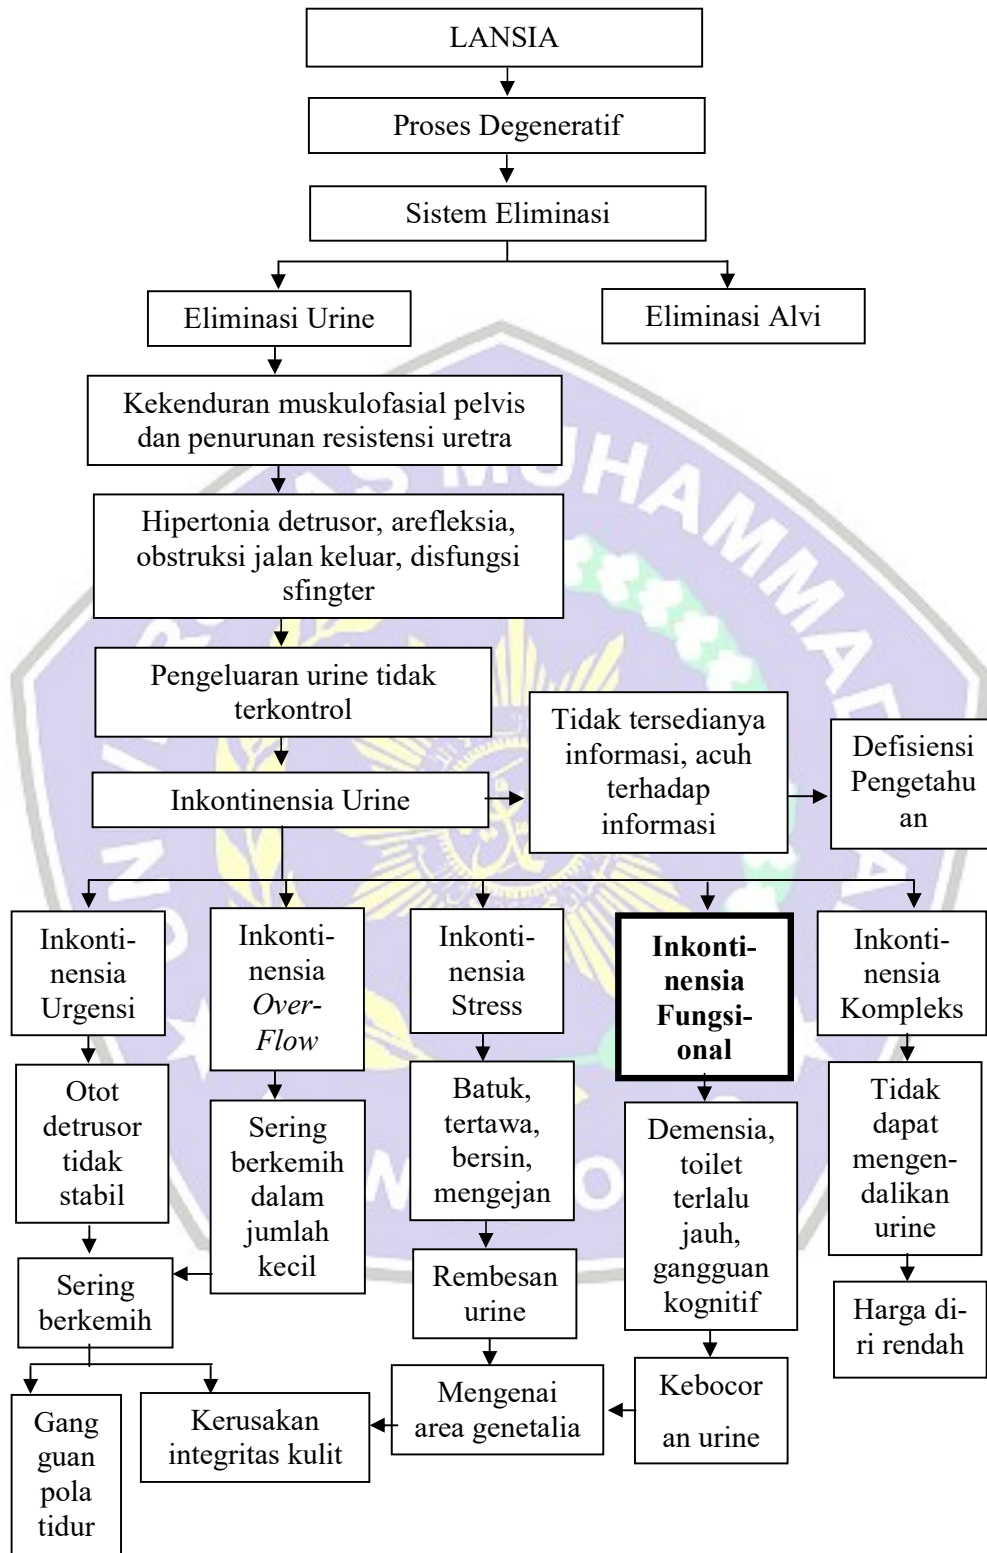 LANSIA
Proses Degeneratif
Sistem Eliminasi
Eliminasi Urine
Eliminasi Alvi
Kekenduran muskulofasial pelvis
dan penurunan resistensi uretra
Hipertonia detrusor, arefleksia,
obstruksi jalan keluar, disfungsi
sfingter
Pengeluaran urine tidak
terkontrol
Tidak tersedianya
informasi, acuh
terhadap
informasi
Defisiensi
Pengetahu
an
Inkontinensia Urine
Inkonti-
nensia
Urgensi
Inkonti-
nensia
Over-
Flow
Inkonti-
nensia
Stress
Inkonti-
nensia
Fungsi-
onal
Inkonti-
nensia
Kompleks
Otot
detrusor
tidak
stabil
Sering
berkemih
dalam
jumlah
kecil
Batuk,
tertawa,
bersin,
mengejan
Demensia,
toilet
terlalu
jauh,
gangguan
kognitif
Tidak
dapat
mengen-
dalikan
urine
Sering
berkemih
Rembesan
urine
Harga di-
ri rendah
Gang
guan
pola
tidur
Kerusakan
integritas kulit
Mengenai
area genetalia
Kebocor
an urine
MUHAMMAD